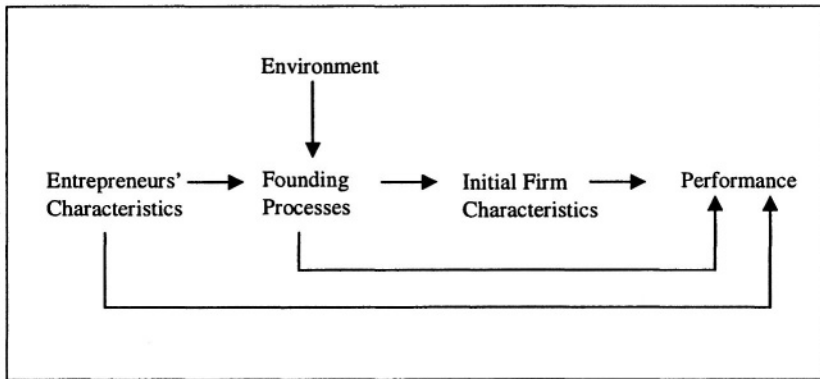 Environment
Entrepreneurs'
Characteristics
Founding
Processes
Initial Firm
Characteristics
Performance